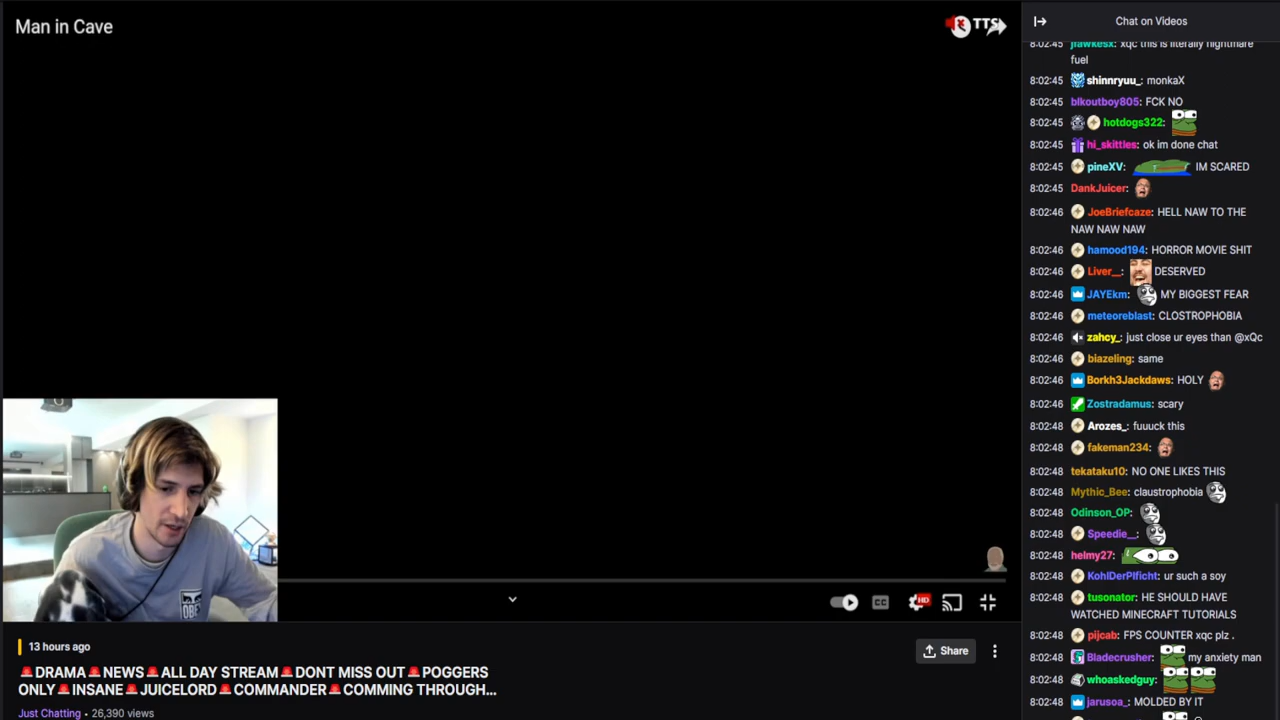 Man in Cave
TTS
Chat on Videos
8:02:45 jrawkesx: xqc this is literally nightmare
fuel
8:02:45 shinnryuu_: monkaX
8:02:45 blkoutboy805: FCK NO
8:02:45 hotdogs322:
8:02:45 hi_skittles: ok im done chat
8:02:45 pineXV: IM SCARED
8:02:45 DankJuicer:
8:02:46 JoeBriefcaze: HELL NAW TO THE
NAW NAW NAW
8:02:46 hamood194: HORROR MOVIE SHIT
8:02:46 Liver__: DESERVED
8:02:46 JAYEkm: MY BIGGEST FEAR
8:02:46 meteoreblast: CLOSTROPHOBIA
8:02:46 zahcy_: just close ur eyes than @xQc
8:02:46 biazeling: same
8:02:46 Borkh3Jackdaws: HOLY
8:02:46 Zostradamus: scary
8:02:48 Arozes_: fuuuck this
8:02:48 fakeman234:
8:02:48 tekataku10: NO ONE LIKES THIS
8:02:48 Mythic_Bee: claustrophobia
8:02:48 Odinson_OP:
8:02:48 Speedie__:
8:02:48 helmy27:
8:02:48 KohlDerPlficht: ur such a soy
8:02:48 tusonator: HE SHOULD HAVE
WATCHED MINECRAFT TUTORIALS
8:02:48 pijcab: FPS COUNTER xqc plz .
8:02:48 Bladecrusher: my anxiety man
8:02:48 whoaskedguy:
8:02:48 jarusoa_: MOLDED BY IT
OBEY
CC
HD
13 hours ago
Share
DRAMA NEWS ALL DAY STREAM DONT MISS OUT POGGERS
ONLY INSANE JUICELORD COMMANDER COMMING THROUGH...
Just Chatting • 26,390 views